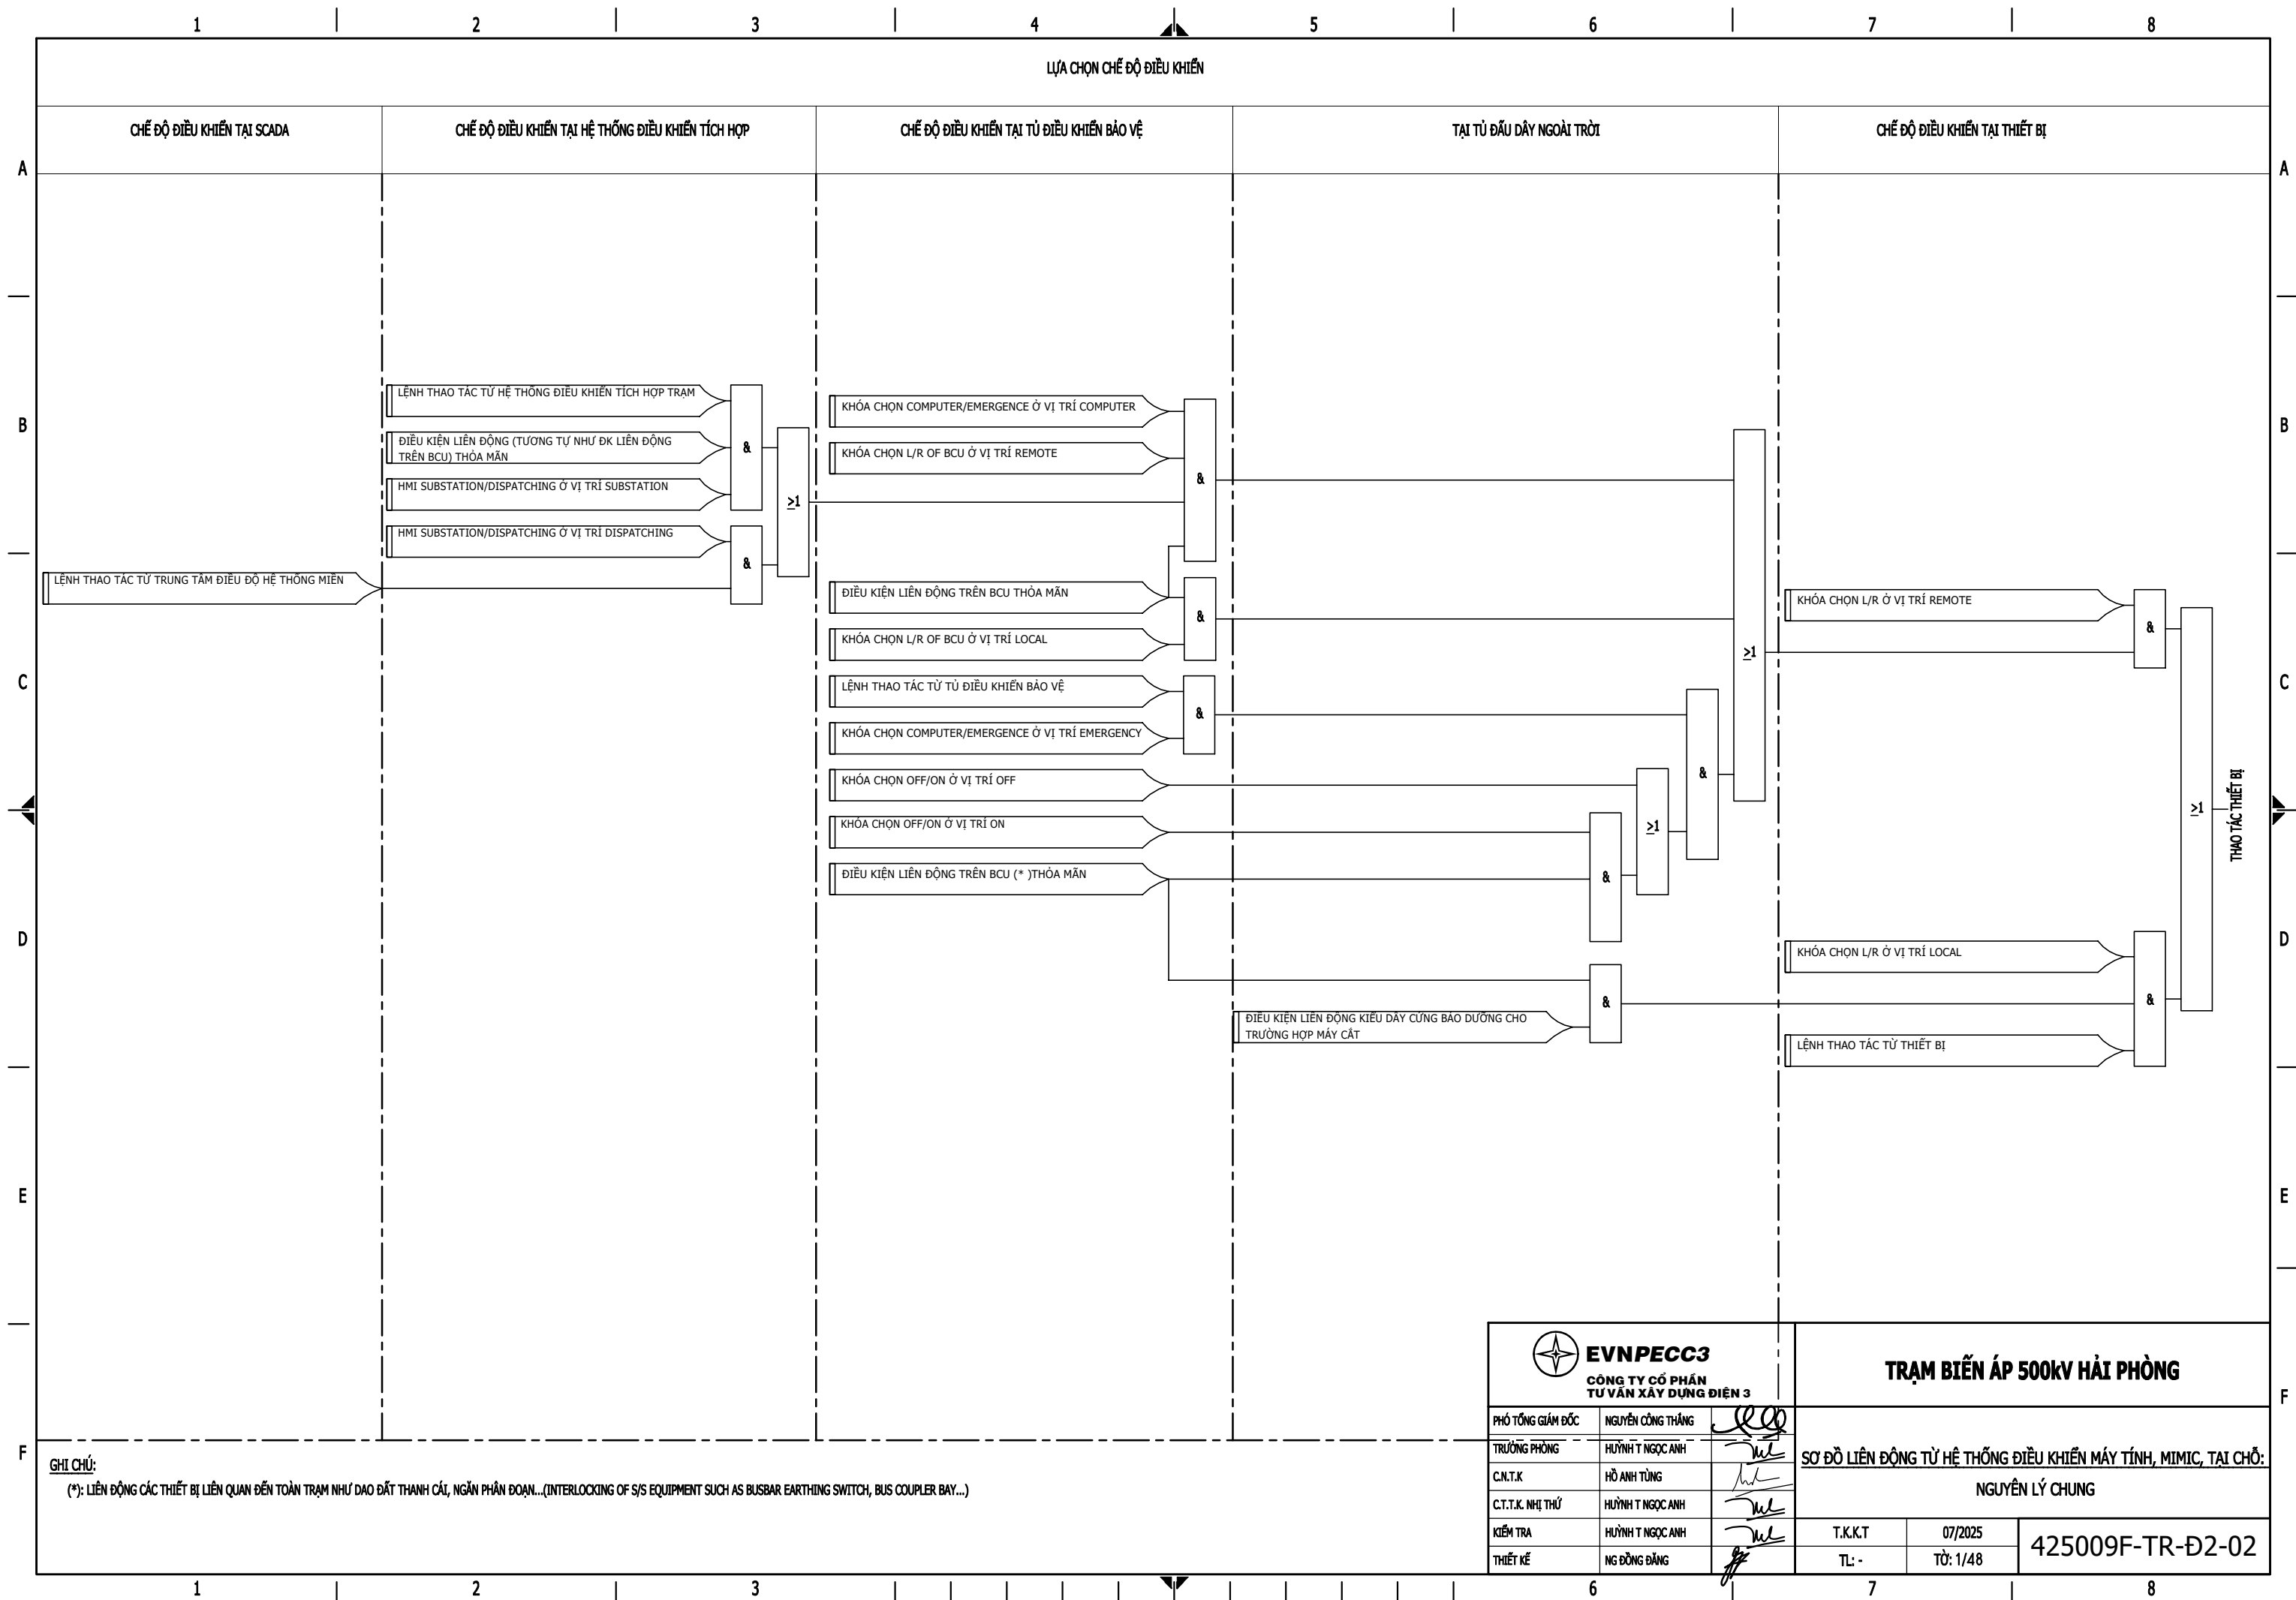 1 2 3 4 5 6 7 8
LỰA CHỌN CHẾ ĐỘ ĐIỀU KHIỂN
CHẾ ĐỘ ĐIỀU KHIỂN TẠI SCADA
CHẾ ĐỘ ĐIỀU KHIỂN TẠI HỆ THỐNG ĐIỀU KHIỂN TÍCH HỢP
CHẾ ĐỘ ĐIỀU KHIỂN TẠI TỦ ĐIỀU KHIỂN BẢO VỆ
TẠI TỦ ĐẤU DÂY NGOÀI TRỜI
CHẾ ĐỘ ĐIỀU KHIỂN TẠI THIẾT BỊ
A A
B B
C C
D D
E E
F F
LỆNH THAO TÁC TỪ TRUNG TÂM ĐIỀU ĐỘ HỆ THỐNG MIỀN
LỆNH THAO TÁC TỪ HỆ THỐNG ĐIỀU KHIỂN TÍCH HỢP TRẠM
ĐIỀU KIỆN LIÊN ĐỘNG (TƯƠNG TỰ NHƯ ĐK LIÊN ĐỘNG
TRÊN BCU) THỎA MÃN
HMI SUBSTATION/DISPATCHING Ở VỊ TRÍ SUBSTATION
HMI SUBSTATION/DISPATCHING Ở VỊ TRÍ DISPATCHING
&
&
≥1
KHÓA CHỌN COMPUTER/EMERGENCE Ở VỊ TRÍ COMPUTER
KHÓA CHỌN L/R OF BCU Ở VỊ TRÍ REMOTE
&
ĐIỀU KIỆN LIÊN ĐỘNG TRÊN BCU THỎA MÃN
KHÓA CHỌN L/R OF BCU Ở VỊ TRÍ LOCAL
&
LỆNH THAO TÁC TỪ TỦ ĐIỀU KHIỂN BẢO VỆ
KHÓA CHỌN COMPUTER/EMERGENCE Ở VỊ TRÍ EMERGENCY
&
KHÓA CHỌN OFF/ON Ở VỊ TRÍ OFF
KHÓA CHỌN OFF/ON Ở VỊ TRÍ ON
ĐIỀU KIỆN LIÊN ĐỘNG TRÊN BCU (* )THỎA MÃN
&
≥1
&
≥1
ĐIỀU KIỆN LIÊN ĐỘNG KIỂU DÂY CỨNG BẢO DƯỠNG CHO
TRƯỜNG HỢP MÁY CẮT
&
KHÓA CHỌN L/R Ở VỊ TRÍ REMOTE
&
KHÓA CHỌN L/R Ở VỊ TRÍ LOCAL
LỆNH THAO TÁC TỪ THIẾT BỊ
&
≥1
THAO TÁC THIẾT BỊ
GHI CHÚ:
(*): LIÊN ĐỘNG CÁC THIẾT BỊ LIÊN QUAN ĐẾN TOÀN TRẠM NHƯ DAO ĐẤT THANH CÁI, NGĂN PHÂN ĐOẠN...(INTERLOCKING OF S/S EQUIPMENT SUCH AS BUSBAR EARTHING SWITCH, BUS COUPLER BAY...)
EVNPECC3
CÔNG TY CỔ PHẦN
TƯ VẤN XÂY DỰNG ĐIỆN 3
TRẠM BIẾN ÁP 500kV HẢI PHÒNG
PHÓ TỔNG GIÁM ĐỐC NGUYỄN CÔNG THẮNG
TRƯỞNG PHÒNG HUỲNH T NGỌC ANH
C.N.T.K HỒ ANH TÙNG
C.T.T.K. NHỊ THỨ HUỲNH T NGỌC ANH
KIỂM TRA HUỲNH T NGỌC ANH
THIẾT KẾ NG ĐỒNG ĐĂNG
SƠ ĐỒ LIÊN ĐỘNG TỪ HỆ THỐNG ĐIỀU KHIỂN MÁY TÍNH, MIMIC, TẠI CHỖ:
NGUYÊN LÝ CHUNG
T.K.K.T 07/2025
TL: - TỜ: 1/48
425009F-TR-Đ2-02
1 2 3 6 7 8